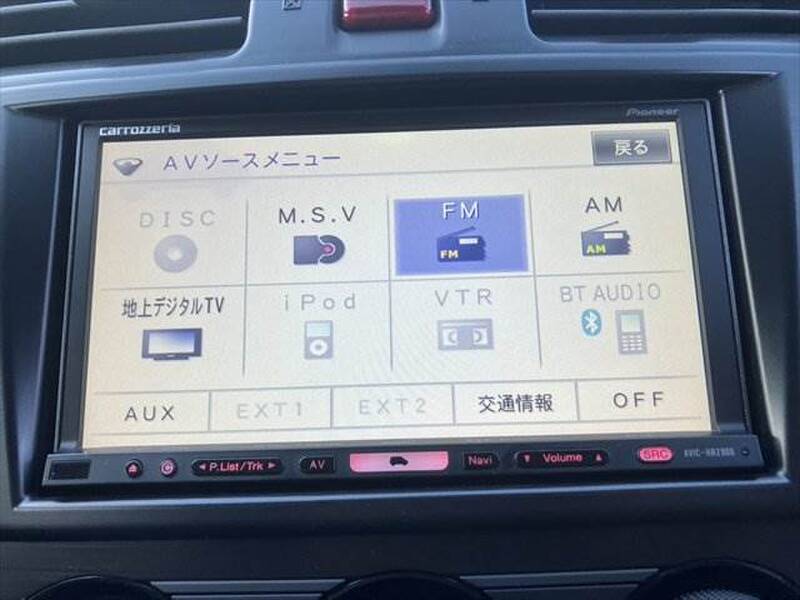 carrozzeria
Pioneer
AVソースメニュー
戻る
DISC
M.S.V
FM
AM
FM
AM
地上デジタルTV
iPod
VTR
BT AUDIO
AUX
EXT1
EXT2
交通情報
OFF
P.List/Trk
AV
Navi
Volume
SRC